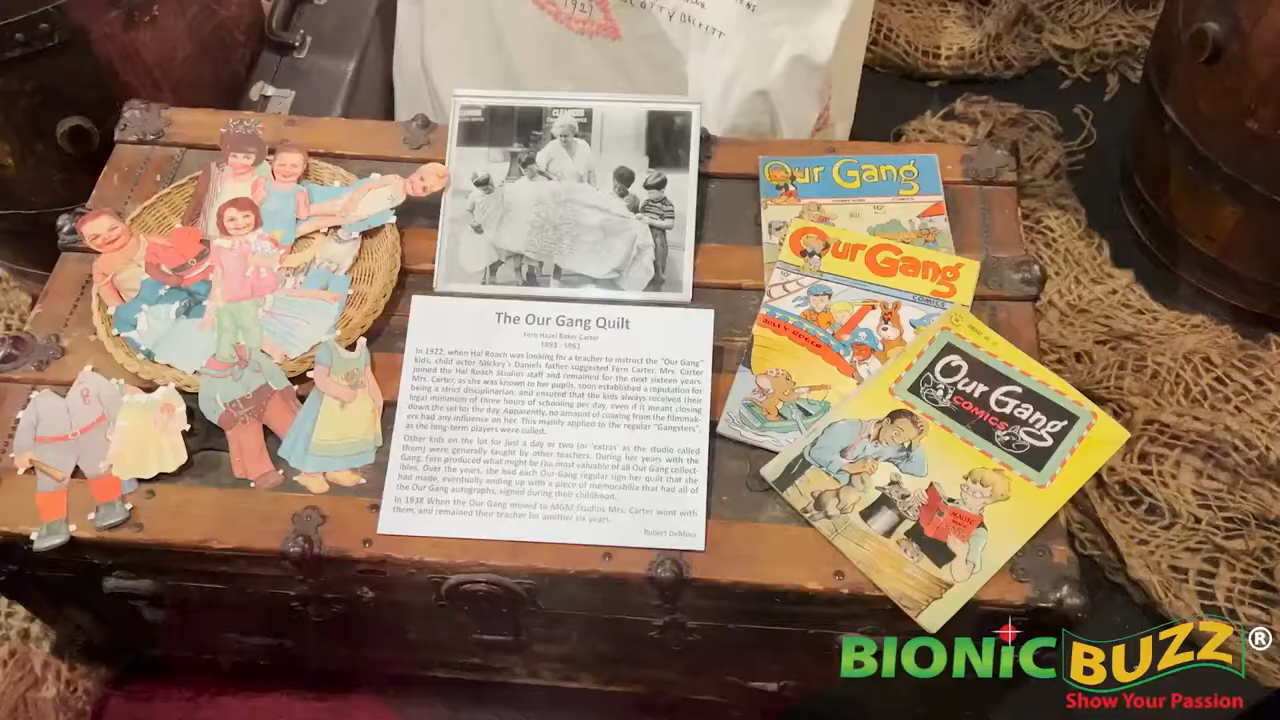 1927
SCOTTY BECKETT
Our Gang
COMICS
Our Gang
COMICS
JOLLY ROGER
Our Gang
COMICS
MAGIC
The Our Gang Quilt
Fern Hazel Baker Carter
1893 - 1961
In 1922, when Hal Roach was looking for a teacher to instruct the "Our Gang"
kids, child actor Mickey's Daniels father suggested Fern Carter. Mrs. Carter
joined the Hal Roach Studios staff and remained for the next sixteen years.
Mrs. Carter, as she was known to her pupils, soon established a reputation for
being a strict disciplinarian, and ensured that the kids always received their
legal minimum of three hours of schooling per day, even if it meant closing
down the set for the day. Apparently, no amount of coaxing from the filmmak-
ers had any influence on her. This mainly applied to the regular "Gangsters",
as the long-term players were called.
Other kids on the lot for just a day or two (or 'extras' as the studio called
them) were generally taught by other teachers. During her years with the
Gang, Fern produced what might be the most valuable of all Our Gang collect-
ibles. Over the years, she had each Our Gang regular sign her quilt that she
had made, eventually ending up with a piece of memorabilia that had all of
the Our Gang autographs, signed during their childhood.
In 1938 When the Our Gang moved to MGM Studios Mrs. Carter went with
them, and remained their teacher for another six years.
- Robert DeMoss
BIONIC BUZZ ®
Show Your Passion